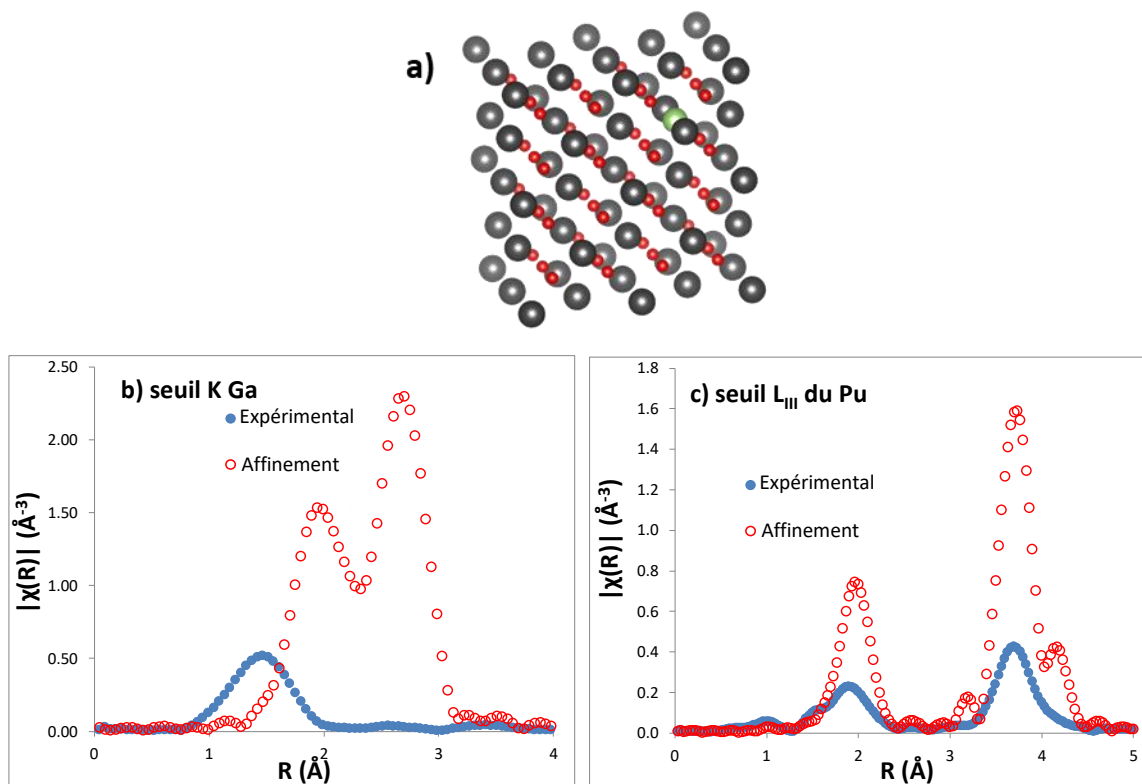 a)
b) seuil K Ga
Expérimental
Affinement
|χ(R)| (Å⁻³)
2.50
2.00
1.50
1.00
0.50
0.00
0 1 2 3 4
R (Å)
c) seuil L_III du Pu
Expérimental
Affinement
|χ(R)| (Å⁻³)
1.8
1.6
1.4
1.2
1.0
0.8
0.6
0.4
0.2
0.0
0 1 2 3 4 5
R (Å)